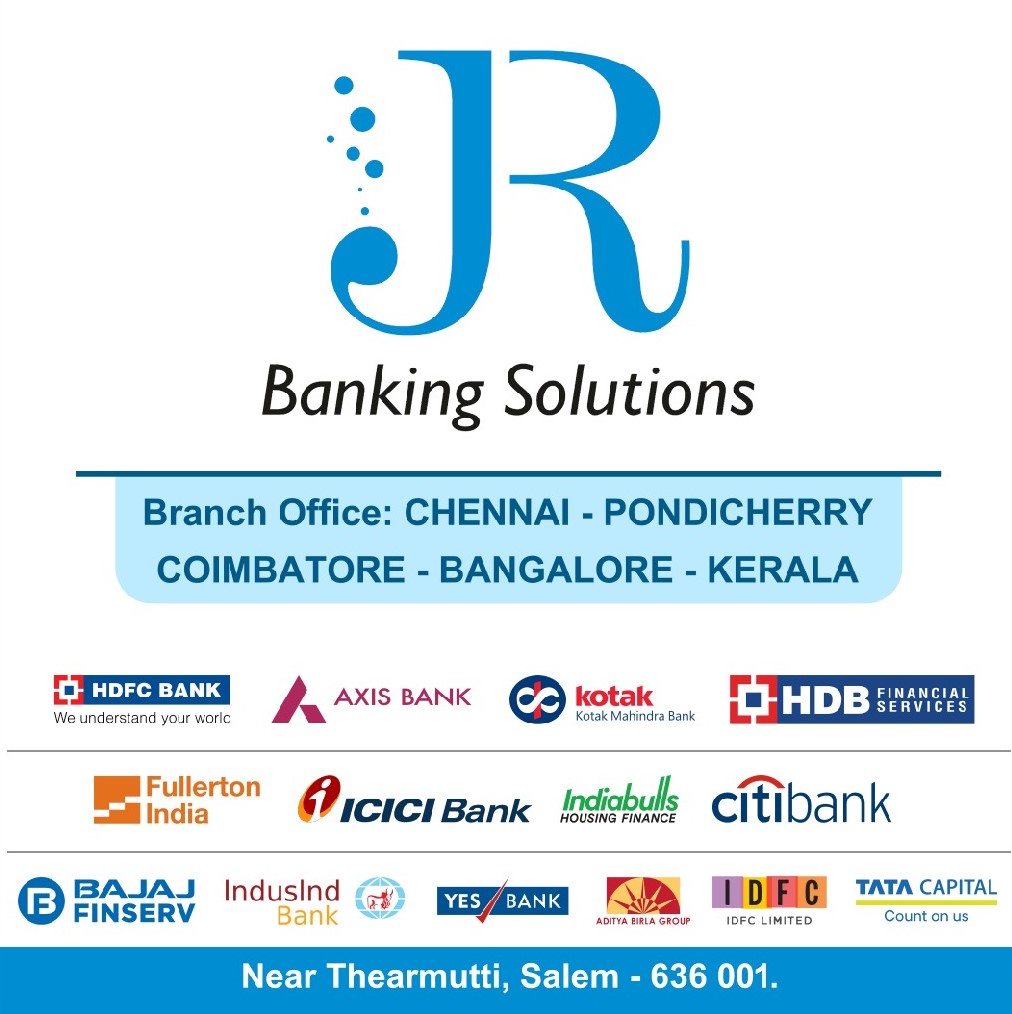 JR
Banking Solutions
Branch Office: CHENNAI - PONDICHERRY
COIMBATORE - BANGALORE - KERALA
HDFC BANK
We understand your world
AXIS BANK
kotak
Kotak Mahindra Bank
HDB FINANCIAL
SERVICES
Fullerton
India
ICICI Bank
Indiabulls
HOUSING FINANCE
citibank
BAJAJ
FINSERV
IndusInd
Bank
YES BANK
ADITYA BIRLA GROUP
IDFC
IDFC LIMITED
TATA CAPITAL
Count on us
Near Thearmutti, Salem - 636 001.